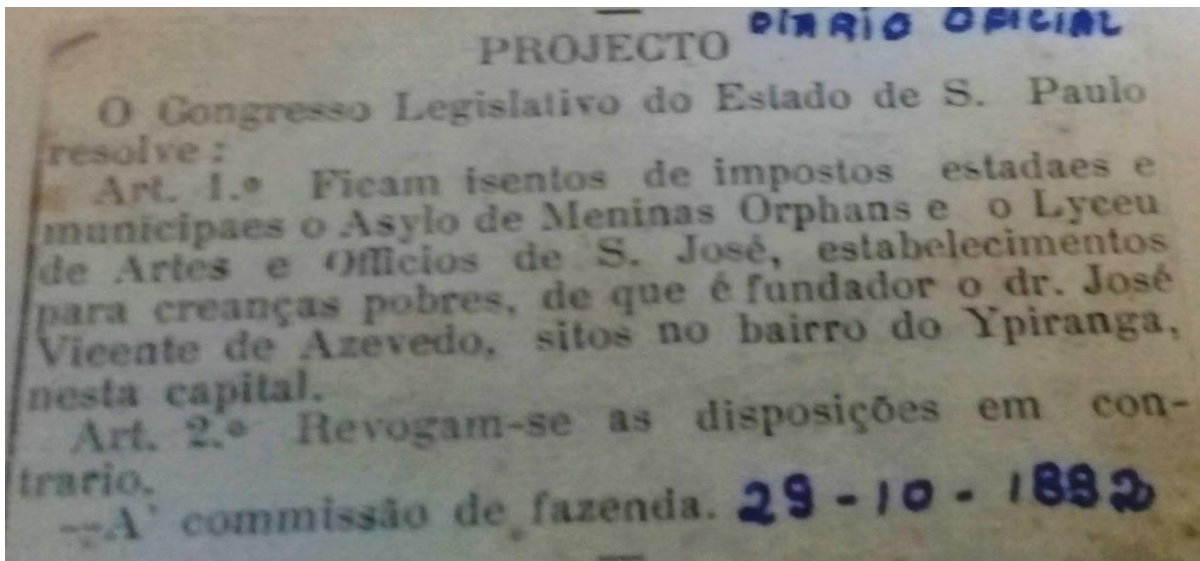 PROJECTO DIARIO OFICIAL
O Congresso Legislativo do Estado de S. Paulo
resolve :
Art. 1.º Ficam isentos de impostos estadaes e
municipaes o Asylo de Meninas Orphans e o Lyceu
de Artes e Officios de S. José, estabelecimentos
para creanças pobres, de que é fundador o dr. José
Vicente de Azevedo, sitos no bairro do Ypiranga,
nesta capital.
Art. 2.º Revogam-se as disposições em con-
trario.
—A' commissão de fazenda. 29-10-1892